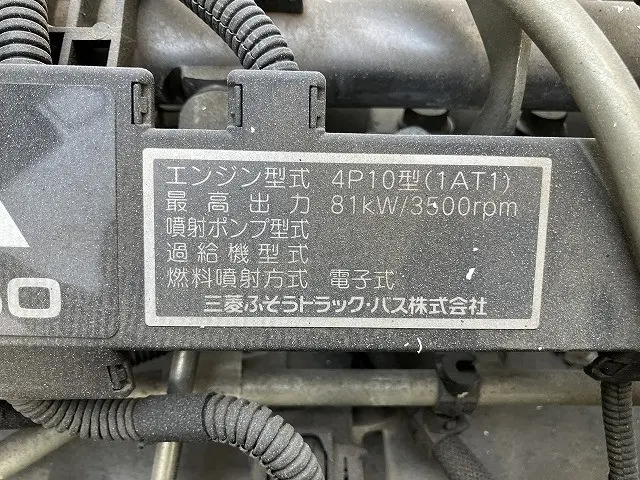 エンジン型式 4P10型(1AT1)
最高出力 81kW/3500rpm
噴射ポンプ型式
過給機型式
燃料噴射方式 電子式
三菱ふそうトラック・バス株式会社